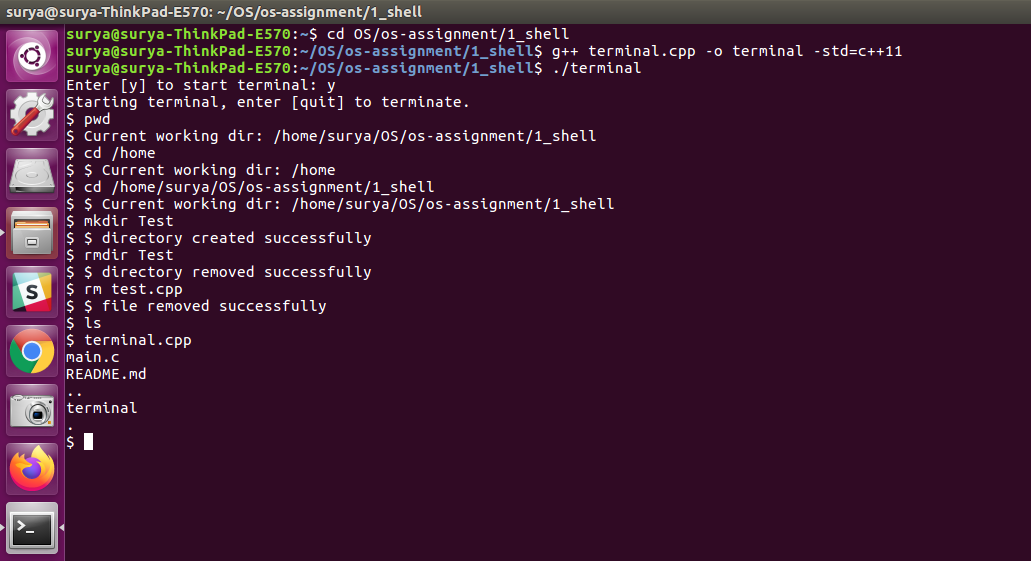 surya@surya-ThinkPad-E570: ~/OS/os-assignment/1_shell
surya@surya-ThinkPad-E570:~$ cd OS/os-assignment/1_shell
surya@surya-ThinkPad-E570:~/OS/os-assignment/1_shell$ g++ terminal.cpp -o terminal -std=c++11
surya@surya-ThinkPad-E570:~/OS/os-assignment/1_shell$ ./terminal
Enter [y] to start terminal: y
Starting terminal, enter [quit] to terminate.
$ pwd
$ Current working dir: /home/surya/OS/os-assignment/1_shell
$ cd /home
$ $ Current working dir: /home
$ cd /home/surya/OS/os-assignment/1_shell
$ $ Current working dir: /home/surya/OS/os-assignment/1_shell
$ mkdir Test
$ $ directory created successfully
$ rmdir Test
$ $ directory removed successfully
$ rm test.cpp
$ $ file removed successfully
$ ls
$ terminal.cpp
main.c
README.md
..
terminal
.
$
S
>_